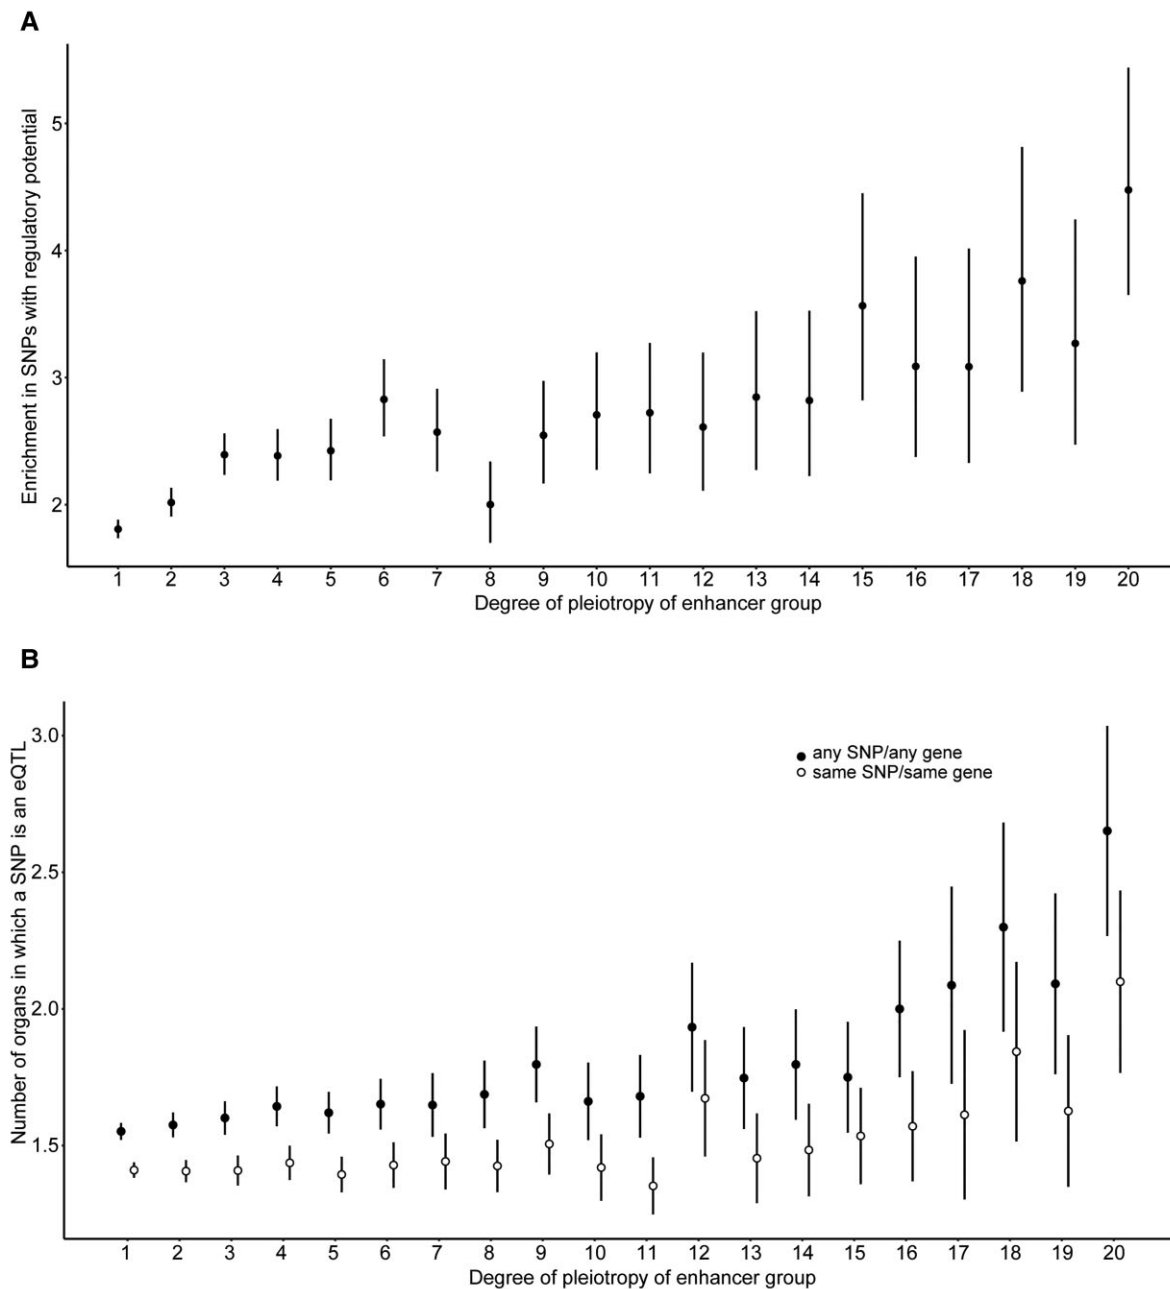 A
Enrichment in SNPs with regulatory potential
5
4
3
2
1 2 3 4 5 6 7 8 9 10 11 12 13 14 15 16 17 18 19 20
Degree of pleiotropy of enhancer group
B
Number of organs in which a SNP is an eQTL
3.0
2.5
2.0
1.5
any SNP/any gene
same SNP/same gene
1 2 3 4 5 6 7 8 9 10 11 12 13 14 15 16 17 18 19 20
Degree of pleiotropy of enhancer group